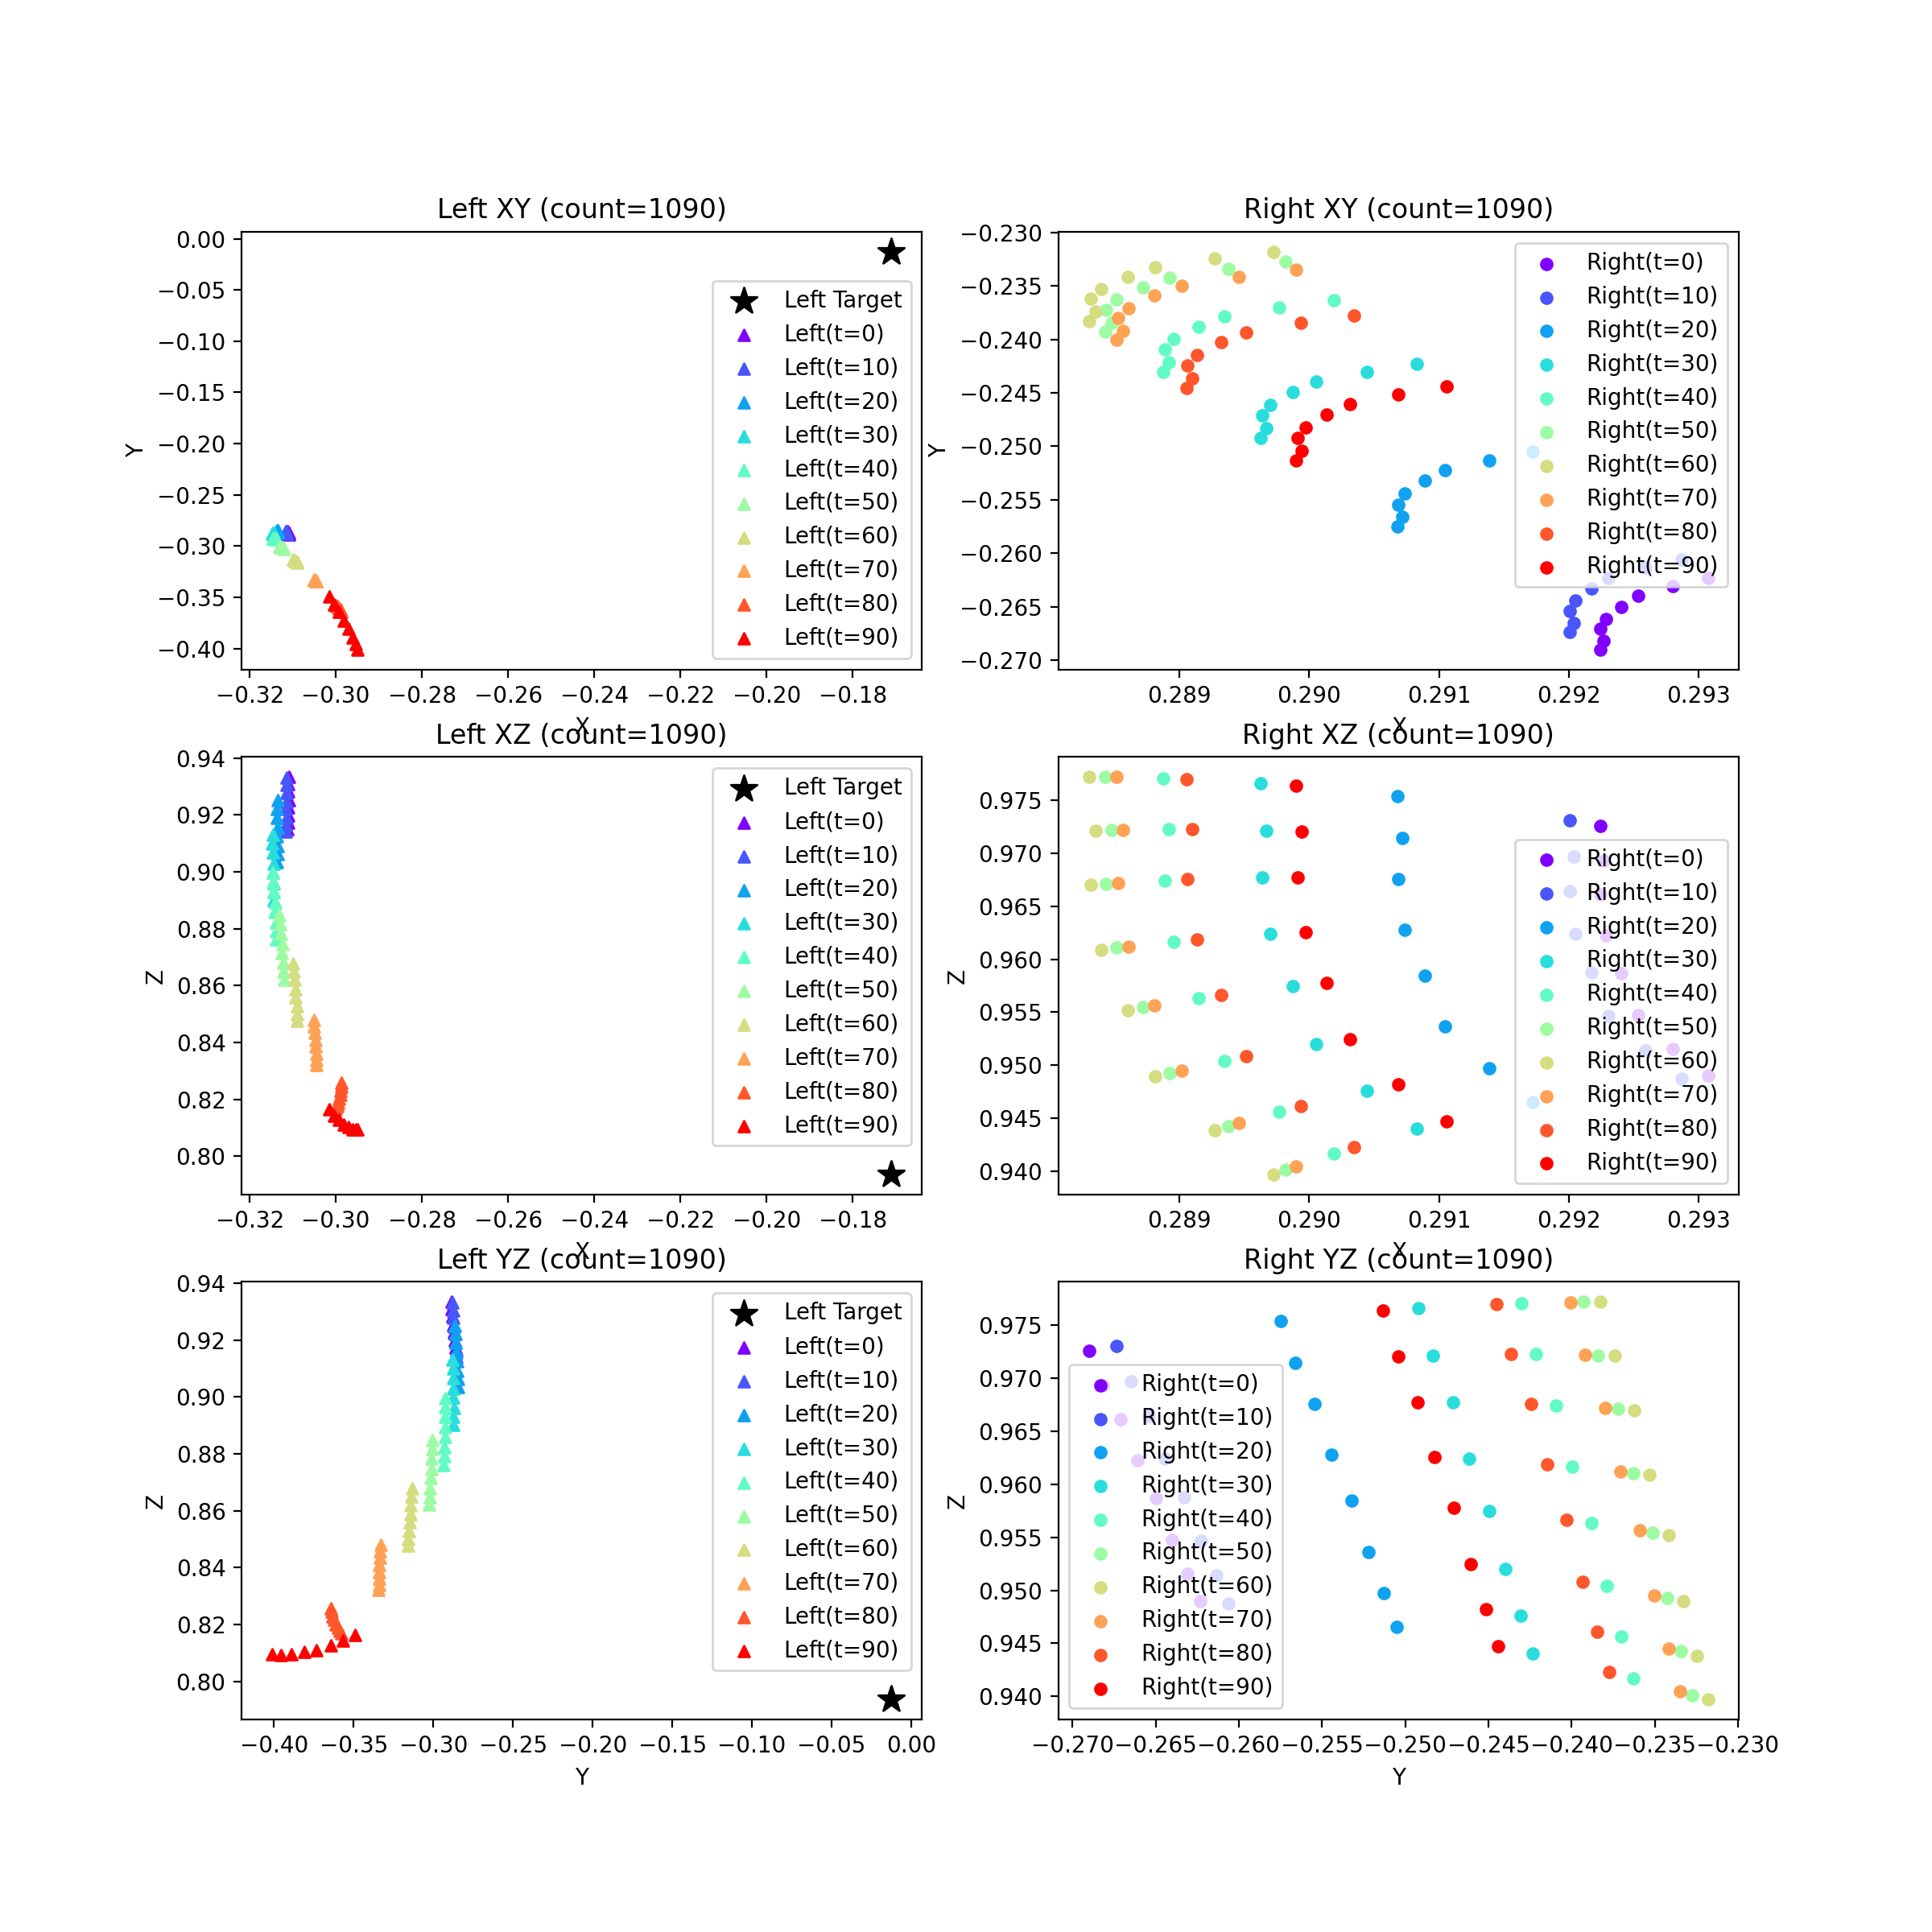 Left XY (count=1090)
0.00
−0.05
−0.10
−0.15
−0.20
−0.25
−0.30
−0.35
−0.40
Y
Left Target
Left(t=0)
Left(t=10)
Left(t=20)
Left(t=30)
Left(t=40)
Left(t=50)
Left(t=60)
Left(t=70)
Left(t=80)
Left(t=90)
−0.32 −0.30 −0.28 −0.26 −0.24 −0.22 −0.20 −0.18
X
Right XY (count=1090)
−0.230
−0.235
−0.240
−0.245
−0.250
−0.255
−0.260
−0.265
−0.270
Y
Right(t=0)
Right(t=10)
Right(t=20)
Right(t=30)
Right(t=40)
Right(t=50)
Right(t=60)
Right(t=70)
Right(t=80)
Right(t=90)
0.289 0.290 0.291 0.292 0.293
X
Left XZ (count=1090)
0.94
0.92
0.90
0.88
0.86
0.84
0.82
0.80
Z
Left Target
Left(t=0)
Left(t=10)
Left(t=20)
Left(t=30)
Left(t=40)
Left(t=50)
Left(t=60)
Left(t=70)
Left(t=80)
Left(t=90)
−0.32 −0.30 −0.28 −0.26 −0.24 −0.22 −0.20 −0.18
X
Right XZ (count=1090)
0.975
0.970
0.965
0.960
0.955
0.950
0.945
0.940
Z
Right(t=0)
Right(t=10)
Right(t=20)
Right(t=30)
Right(t=40)
Right(t=50)
Right(t=60)
Right(t=70)
Right(t=80)
Right(t=90)
0.289 0.290 0.291 0.292 0.293
X
Left YZ (count=1090)
0.94
0.92
0.90
0.88
0.86
0.84
0.82
0.80
Z
Left Target
Left(t=0)
Left(t=10)
Left(t=20)
Left(t=30)
Left(t=40)
Left(t=50)
Left(t=60)
Left(t=70)
Left(t=80)
Left(t=90)
−0.40 −0.35 −0.30 −0.25 −0.20 −0.15 −0.10 −0.05 0.00
Y
Right YZ (count=1090)
0.975
0.970
0.965
0.960
0.955
0.950
0.945
0.940
Z
Right(t=0)
Right(t=10)
Right(t=20)
Right(t=30)
Right(t=40)
Right(t=50)
Right(t=60)
Right(t=70)
Right(t=80)
Right(t=90)
−0.270 −0.265 −0.260 −0.255 −0.250 −0.245 −0.240 −0.235 −0.230
Y